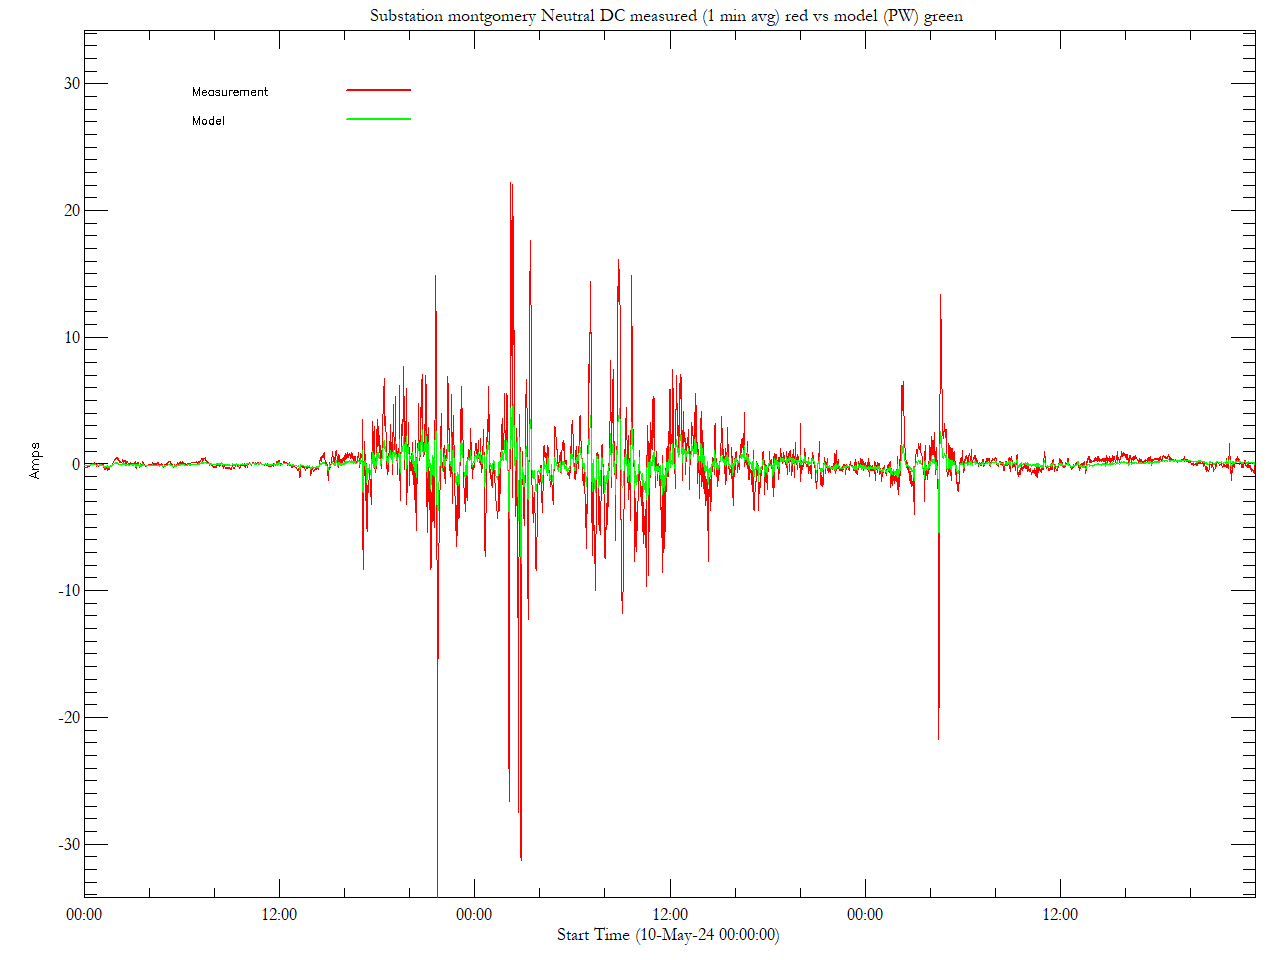 Substation montgomery Neutral DC measured (1 min avg) red vs model (PW) green
30
Measurement
Model
20
10
Amps
0
-10
-20
-30
00:00 12:00 00:00 12:00 00:00 12:00
Start Time (10-May-24 00:00:00)